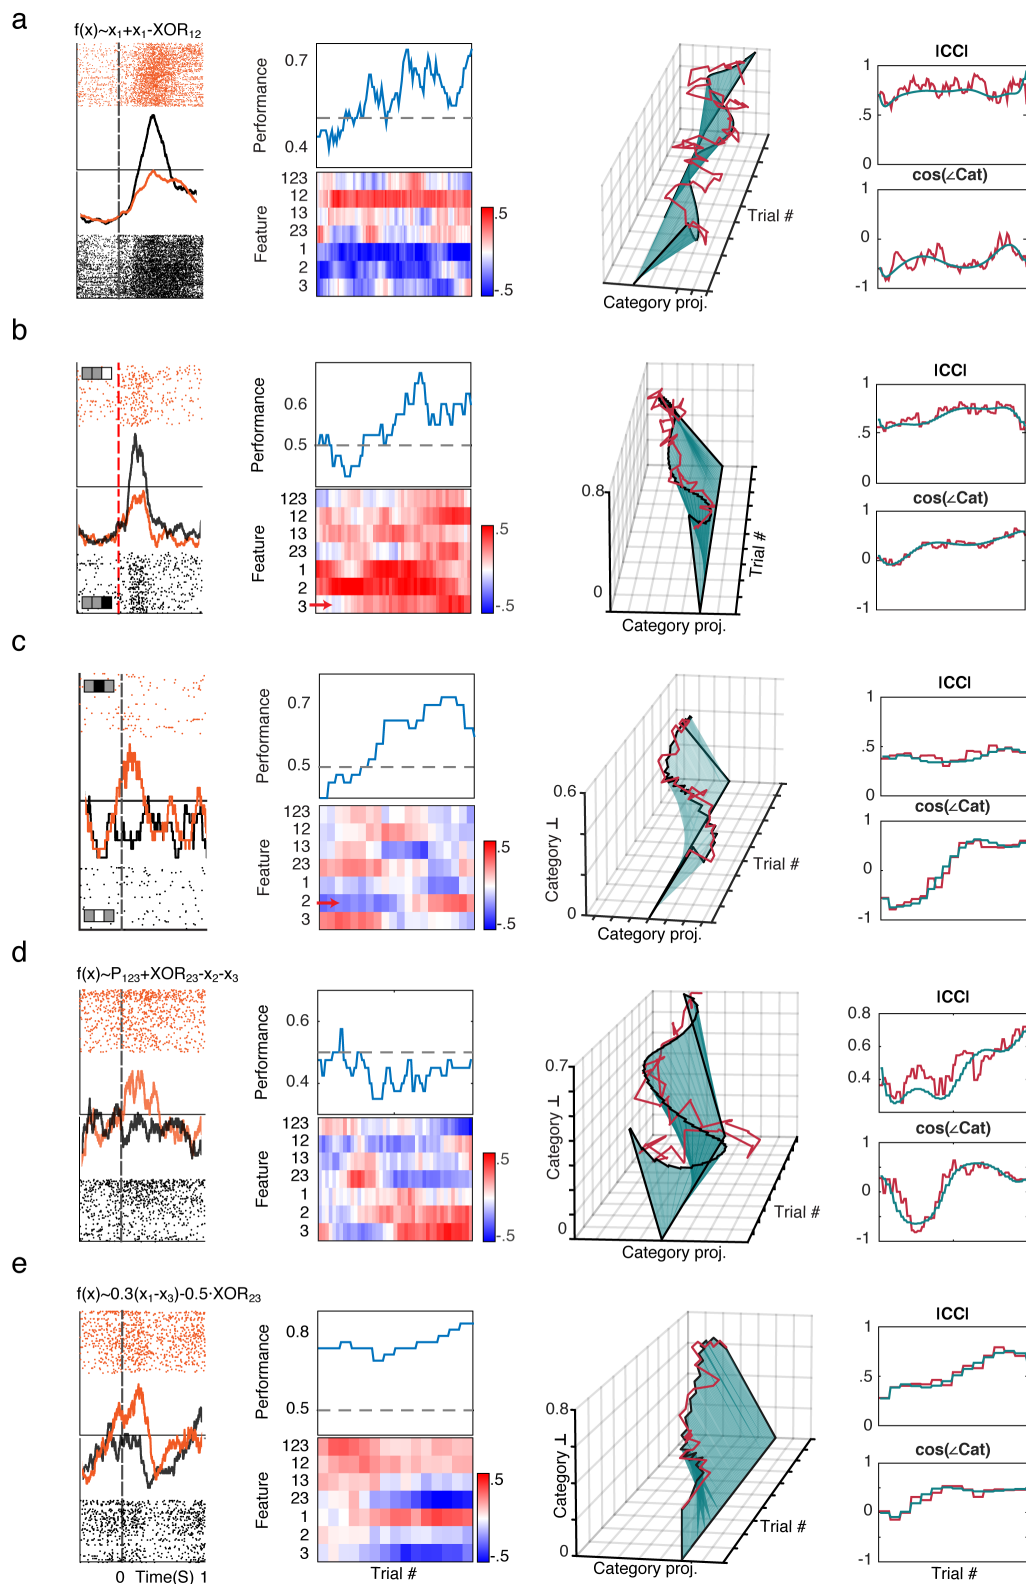 a
f(x)~x₁+x₁-XOR₁₂
Performance
0.7
0.4
Feature
123
12
13
23
1
2
3
.5
-.5
Trial #
Category proj.
|CC|
1
.5
0
cos(∠Cat)
1
0
-1
b
Performance
0.6
0.5
Feature
123
12
13
23
1
2
3
.5
-.5
0.8
0
Trial #
Category proj.
|CC|
1
.5
0
cos(∠Cat)
1
0
-1
c
Performance
0.7
0.5
Feature
123
12
13
23
1
2
3
.5
-.5
0.6
Category ⊥
0
Trial #
Category proj.
|CC|
1
.5
0
cos(∠Cat)
1
0
-1
d
f(x)~P₁₂₃+XOR₂₃-x₂-x₃
Performance
0.6
0.4
Feature
123
12
13
23
1
2
3
.5
-.5
0.7
Category ⊥
0
Trial #
Category proj.
|CC|
0.8
0.6
0.4
cos(∠Cat)
1
0
-1
e
f(x)~0.3(x₁-x₃)-0.5·XOR₂₃
0 Time(S) 1
Performance
0.8
0.5
Feature
123
12
13
23
1
2
3
.5
-.5
Trial #
0.8
Category ⊥
0
Trial #
Category proj.
|CC|
1
.5
0
cos(∠Cat)
1
0
-1
Trial #